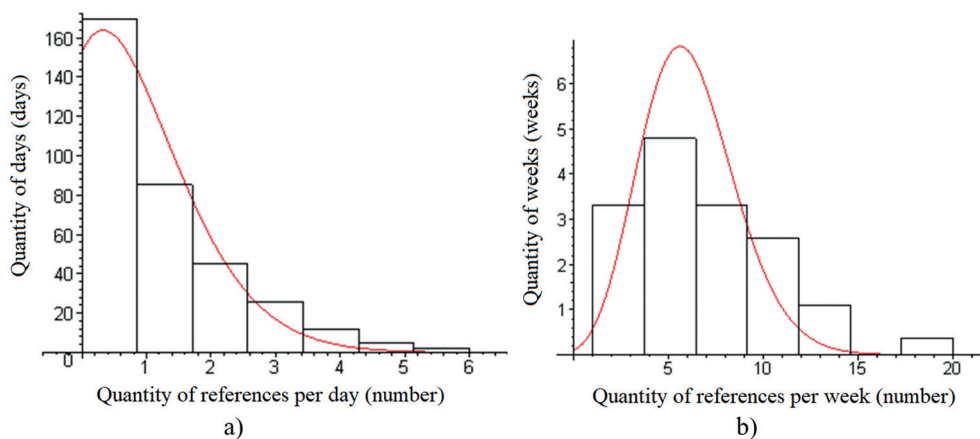 Quantity of days (days)
160
140
120
100
80
60
40
20
0
1 2 3 4 5 6
Quantity of references per day (number)
a)
Quantity of weeks (weeks)
6
5
4
3
2
1
5 10 15 20
Quantity of references per week (number)
b)